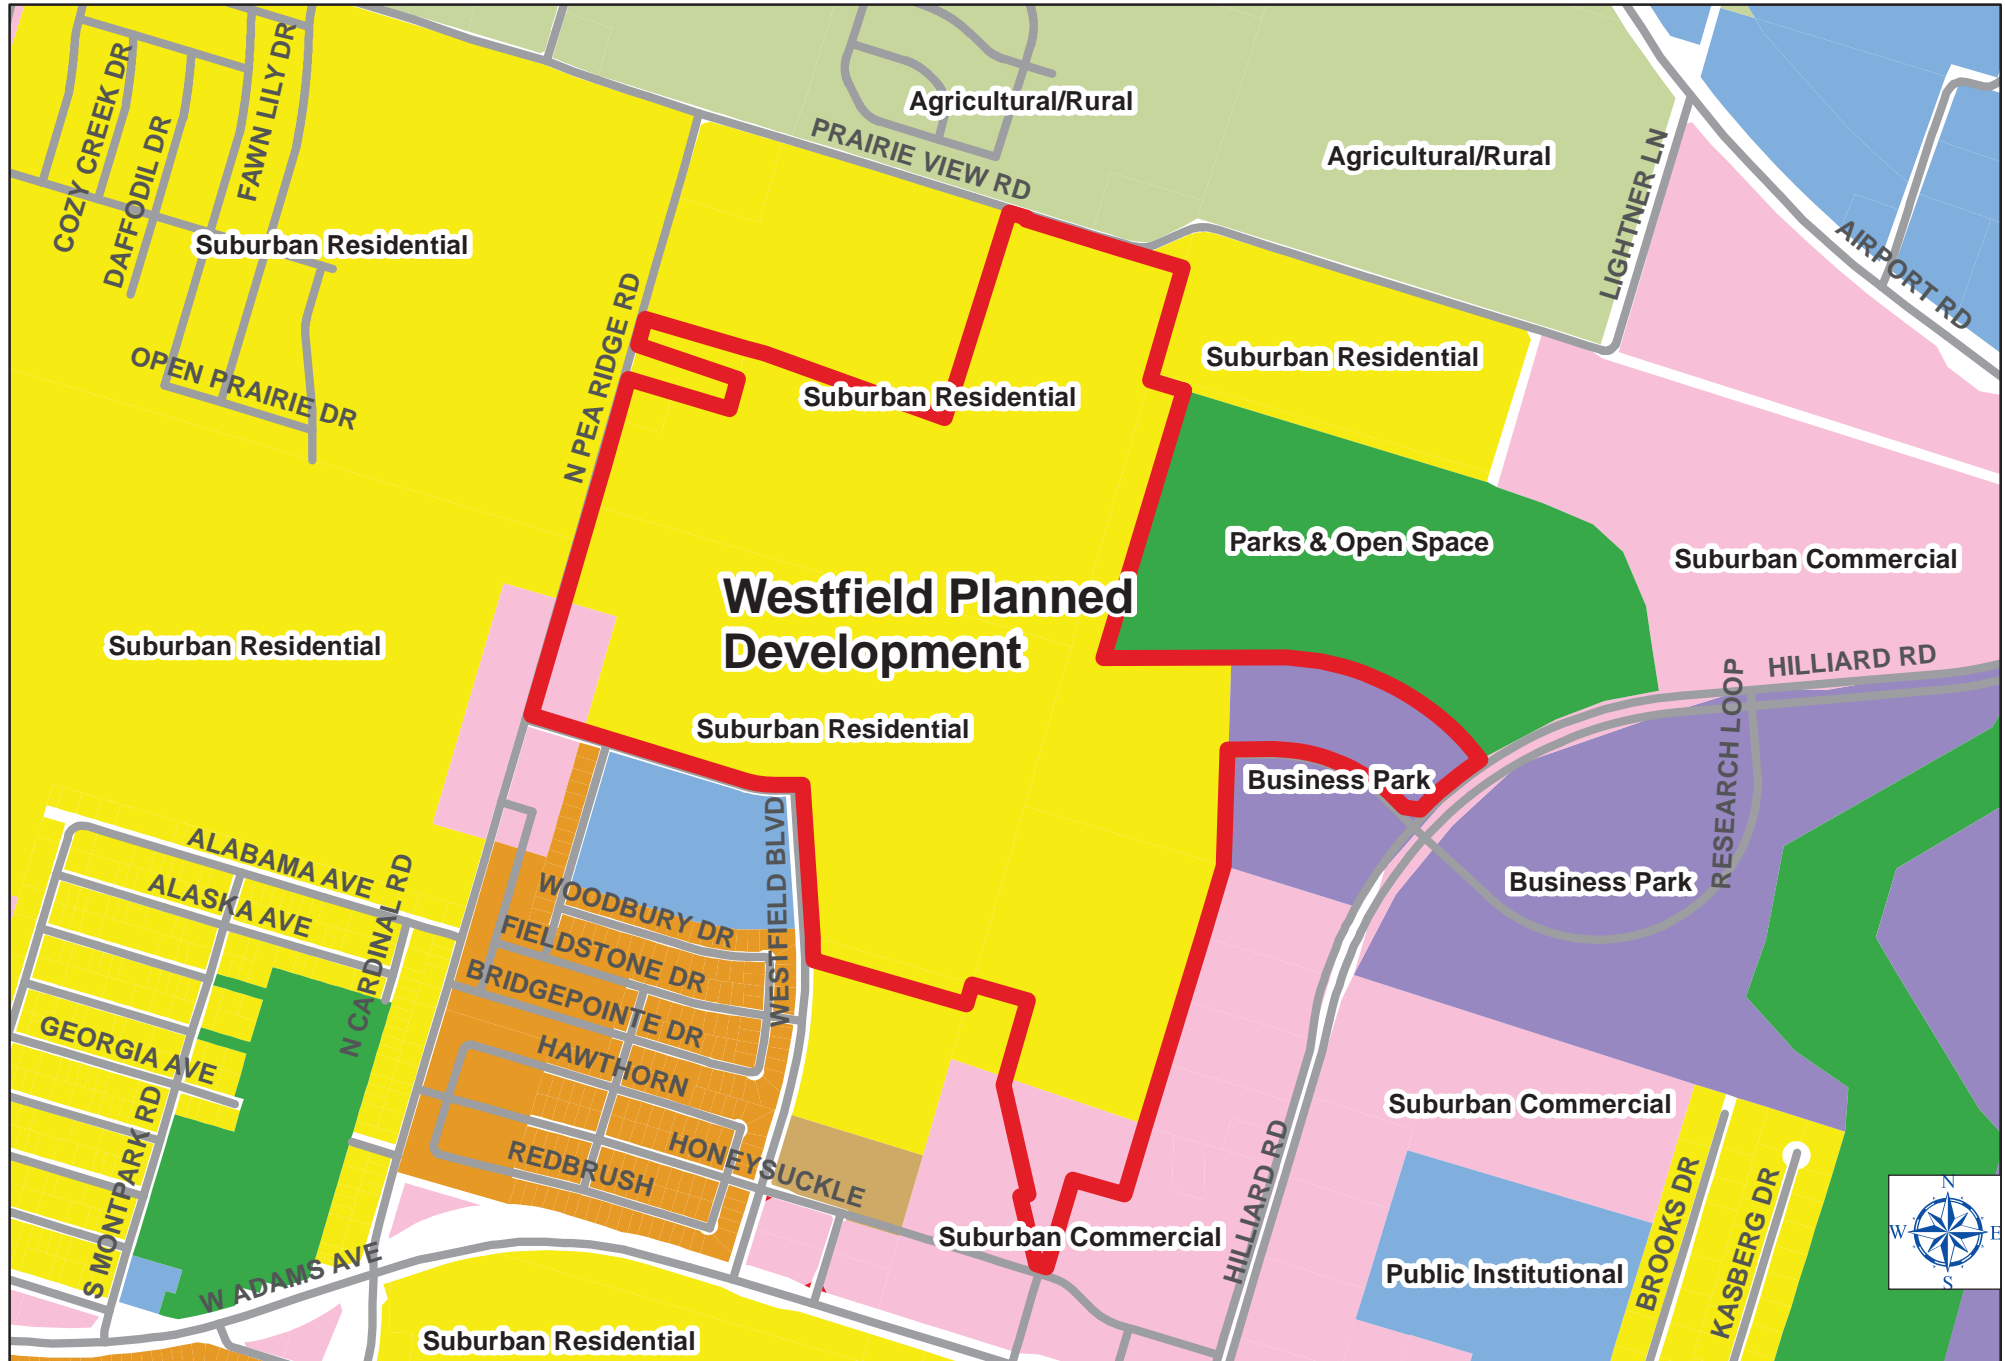 COZY CREEK DR
DAFFODIL DR
FAWN LILY DR
Suburban Residential
OPEN PRAIRIE DR
N PEA RIDGE RD
Agricultural/Rural
PRAIRIE VIEW RD
Agricultural/Rural
LIGHTNER LN
AIRPORT RD
Suburban Residential
Suburban Residential
Parks & Open Space
Suburban Commercial
Westfield Planned
Development
Suburban Residential
Suburban Residential
HILLIARD RD
RESEARCH LOOP
Business Park
Business Park
ALABAMA AVE
ALASKA AVE
N CARDINAL RD
GEORGIA AVE
S MONTPARK RD
WOODBURY DR
FIELDSTONE DR
BRIDGEPOINTE DR
WESTFIELD BLVD
HAWTHORN
REDBRUSH
HONEYSUCKLE
W ADAMS AVE
Suburban Commercial
HILLIARD RD
Suburban Commercial
Public Institutional
BROOKS DR
KASBERG DR
Suburban Residential
N
W
E
S